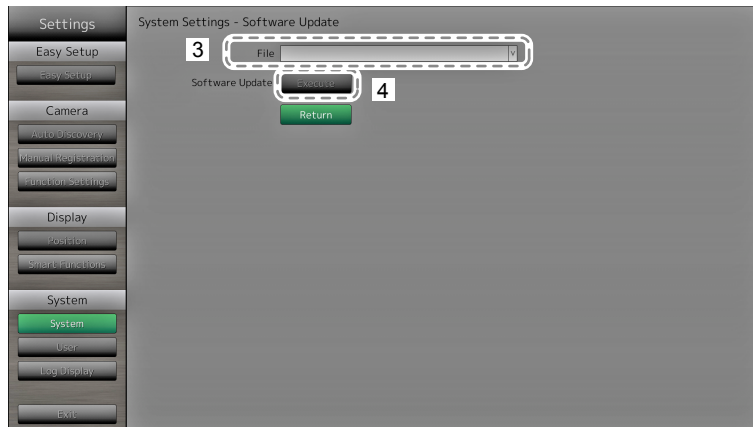 Settings
Easy Setup
Easy Setup
Camera
Auto Discovery
Manual Registration
Function Settings
Display
Position
Smart Functions
System
System
User
Log Display
Exit
System Settings - Software Update
3
File
Software Update
Execute
4
Return